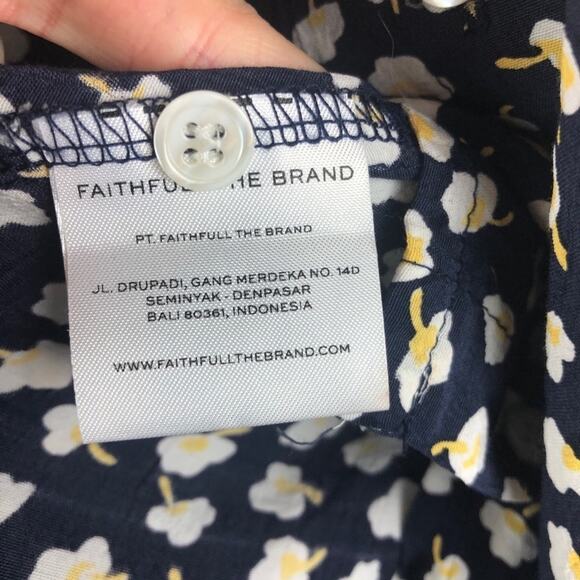 FAITHFULL THE BRAND
PT. FAITHFULL THE BRAND
JL. DRUPADI, GANG MERDEKA NO. 14D
SEMINYAK - DENPASAR
BALI 80361, INDONESIA
WWW.FAITHFULLTHEBRAND.COM